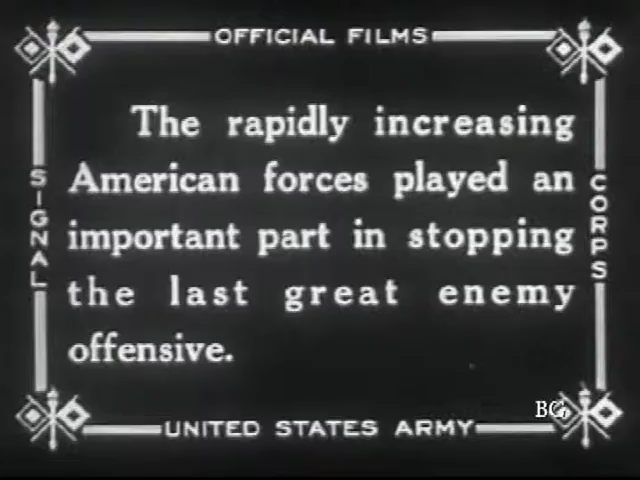 OFFICIAL FILMS
The rapidly increasing
American forces played an
important part in stopping
the last great enemy
offensive.
SIGNAL
CORPS
BG
UNITED STATES ARMY